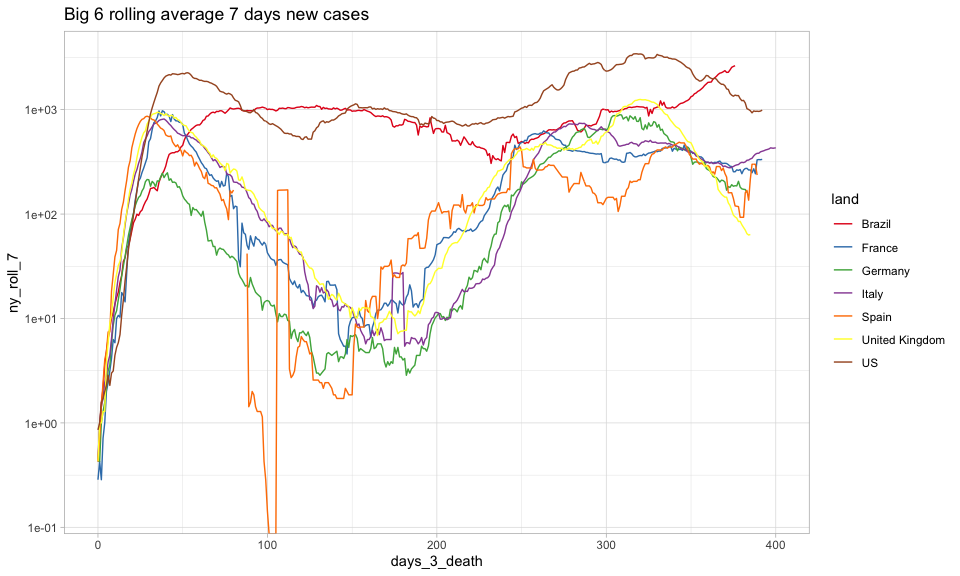 Big 6 rolling average 7 days new cases
ny_roll_7
1e+03
1e+02
1e+01
1e+00
1e-01
0
100
200
300
400
days_3_death
land
Brazil
France
Germany
Italy
Spain
United Kingdom
US